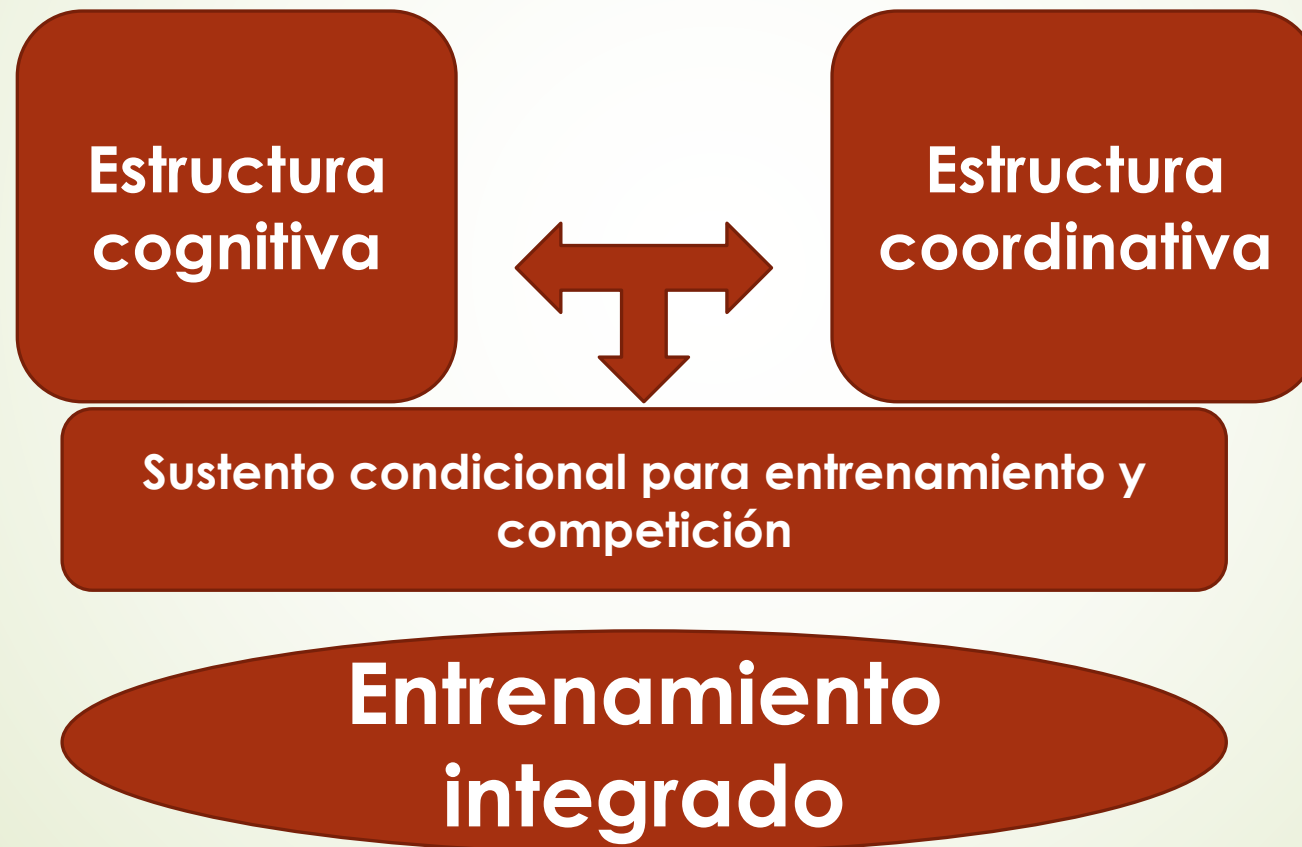 Estructura
cognitiva
Estructura
coordinativa
Sustento condicional para entrenamiento y
competición
Entrenamiento
integrado